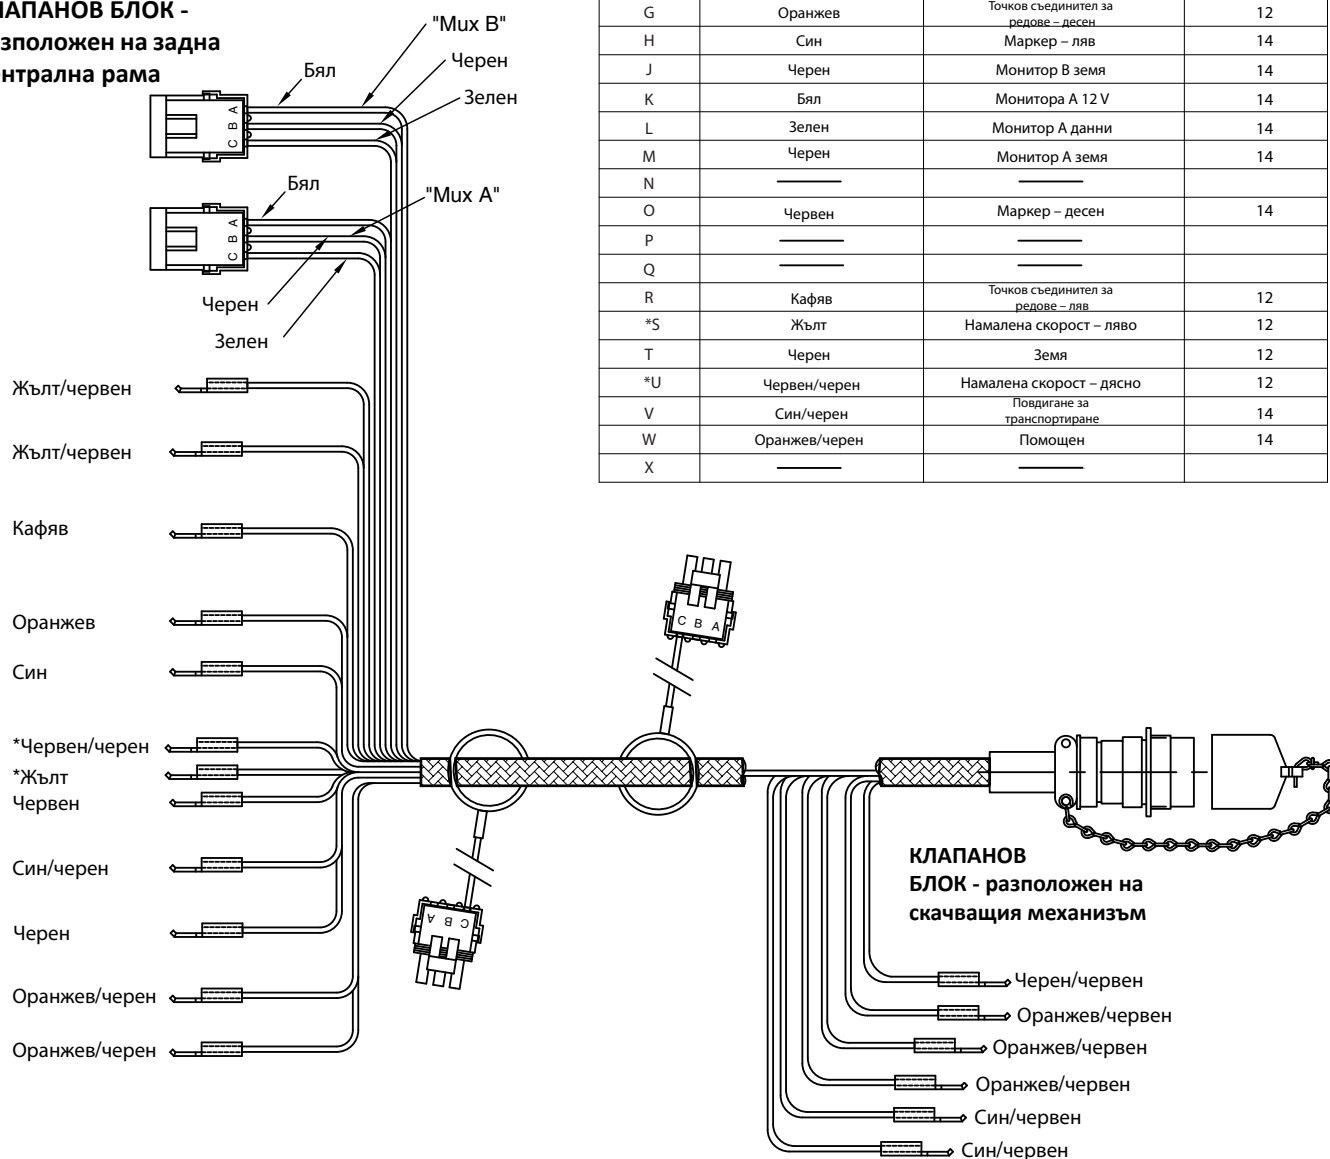 ЛАПАНОВ БЛОК -
зположен на задна
ентрална рама
"Mux B"
Бял
Черен
Зелен
A
B
C
Бял
"Mux A"
A
B
C
Черен
Зелен
Жълт/червен
Жълт/червен
Кафяв
Оранжев
Син
*Червен/черен
*Жълт
Червен
Син/черен
Черен
Оранжев/черен
Оранжев/черен
G Оранжев Точков съединител за редове – десен 12
H Син Маркер – ляв 14
J Черен Монитор B земя 14
K Бял Монитора A 12 V 14
L Зелен Монитор A данни 14
M Черен Монитор A земя 14
N
O Червен Маркер – десен 14
P
Q
R Кафяв Точков съединител за редове – ляв 12
*S Жълт Намалена скорост – ляво 12
T Черен Земя 12
*U Червен/черен Намалена скорост – дясно 12
V Син/черен Повдигане за транспортиране 14
W Оранжев/черен Помощен 14
X
C B A
C B A
КЛАПАНОВ
БЛОК - разположен на
скачващия механизъм
Черен/червен
Оранжев/червен
Оранжев/червен
Оранжев/червен
Син/червен
Син/червен